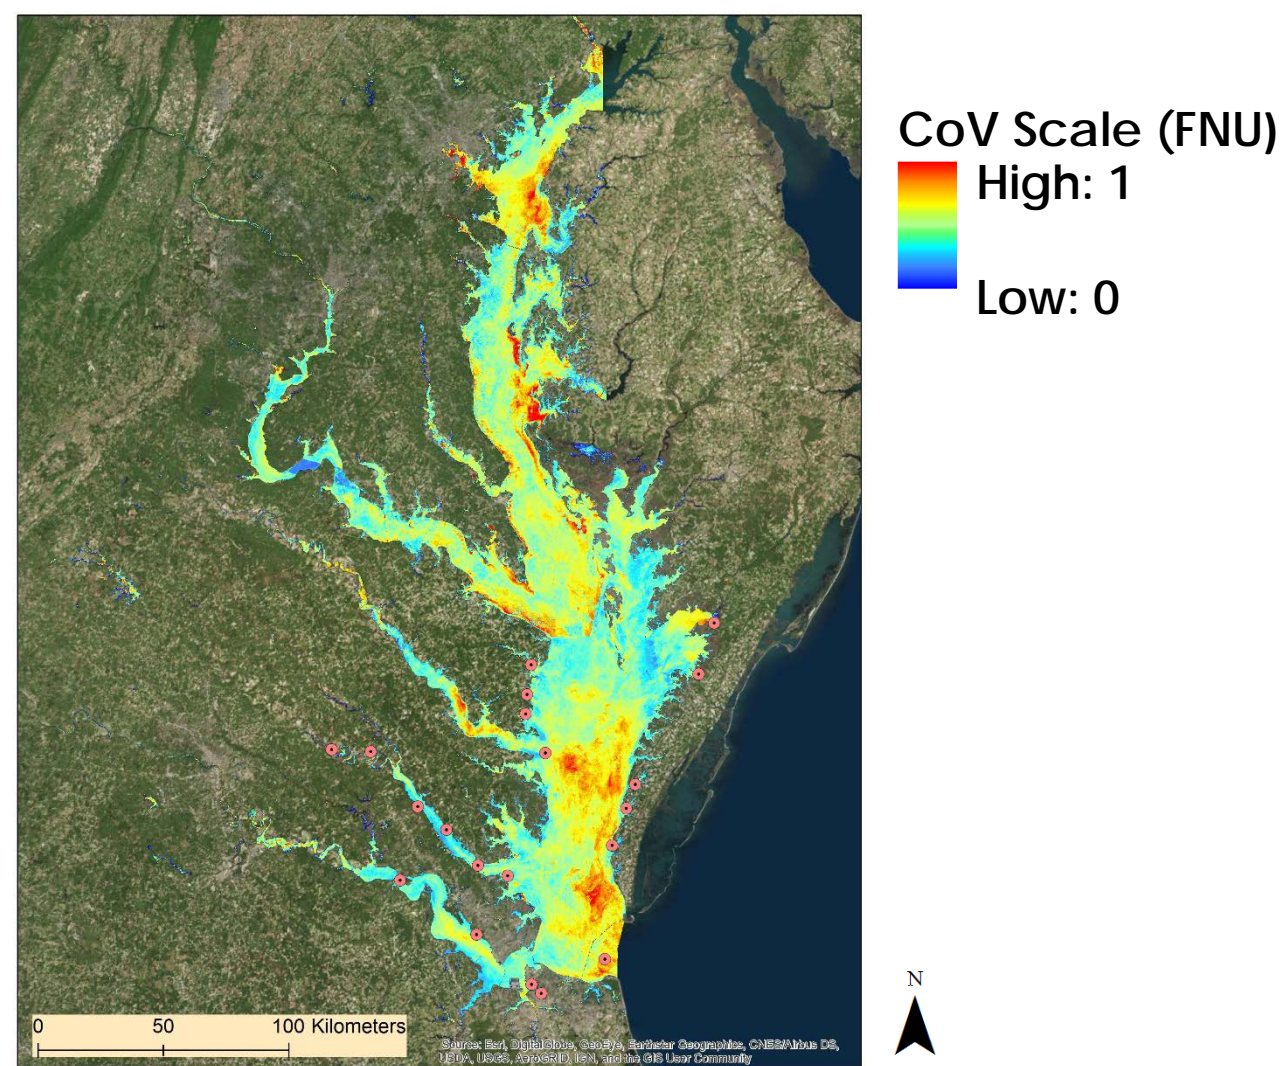 CoV Scale (FNU)
High: 1
Low: 0
N
0 50 100 Kilometers
Source: Esri, DigitalGlobe, GeoEye, Earthstar Geographics, CNES/Airbus DS,
USDA, USGS, AeroGRID, IGN, and the GIS User Community